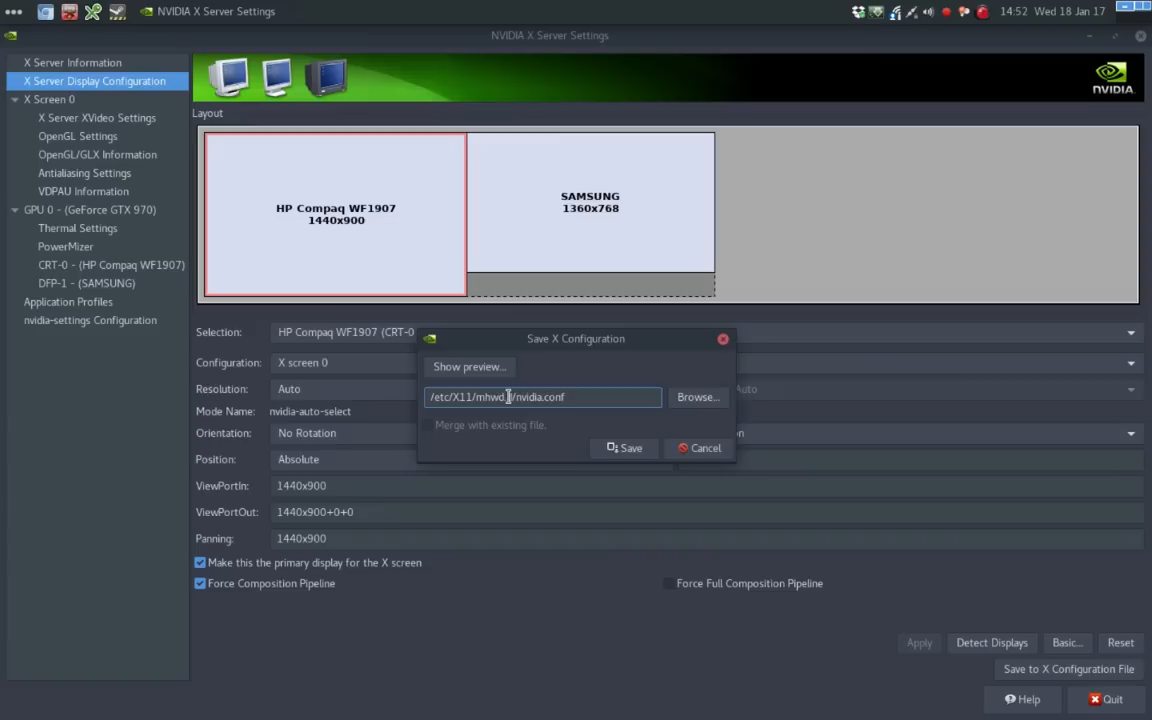 NVIDIA X Server Settings
14:52 Wed 18 Jan 17
NVIDIA X Server Settings
X Server Information
X Server Display Configuration
X Screen 0
X Server XVideo Settings
OpenGL Settings
OpenGL/GLX Information
Antialiasing Settings
VDPAU Information
GPU 0 - (GeForce GTX 970)
Thermal Settings
PowerMizer
CRT-0 - (HP Compaq WF1907)
DFP-1 - (SAMSUNG)
Application Profiles
nvidia-settings Configuration
NVIDIA
Layout
HP Compaq WF1907
1440x900
SAMSUNG
1360x768
Selection: HP Compaq WF1907 (CRT-0
Configuration: X screen 0
Resolution: Auto Auto
Mode Name: nvidia-auto-select
Orientation: No Rotation on
Position: Absolute
ViewPortIn: 1440x900
ViewPortOut: 1440x900+0+0
Panning: 1440x900
Make this the primary display for the X screen
Force Composition Pipeline Force Full Composition Pipeline
Save X Configuration
Show preview...
/etc/X11/mhwd. /nvidia.conf Browse...
Merge with existing file.
Save Cancel
Apply Detect Displays Basic... Reset
Save to X Configuration File
Help Quit